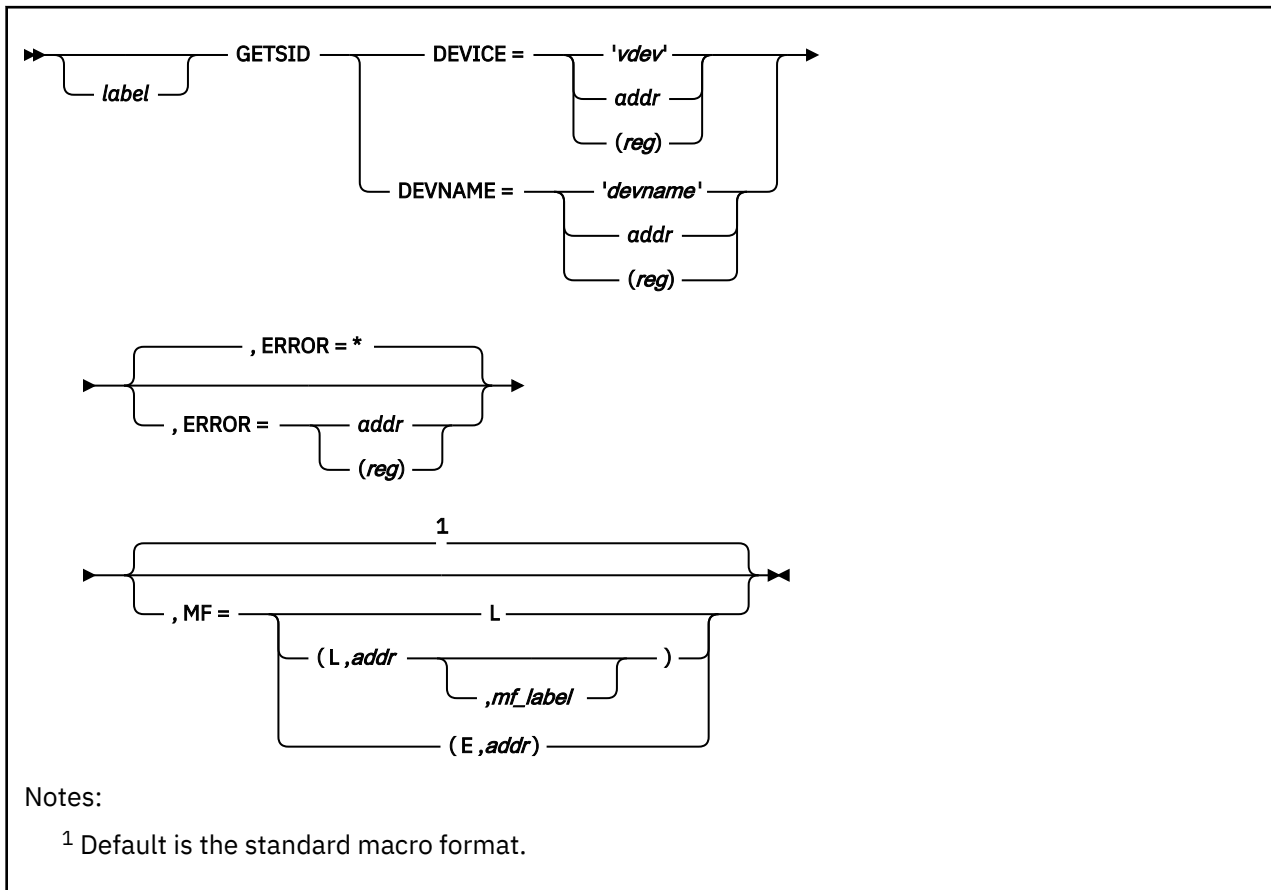 GETSID DEVICE = 'vdev'
label addr
(reg)
DEVNAME = 'devname'
addr
(reg)
, ERROR = *
, ERROR = addr
(reg)
1
, MF = L
( L ,addr )
,mf_label
( E ,addr )
Notes:
1 Default is the standard macro format.